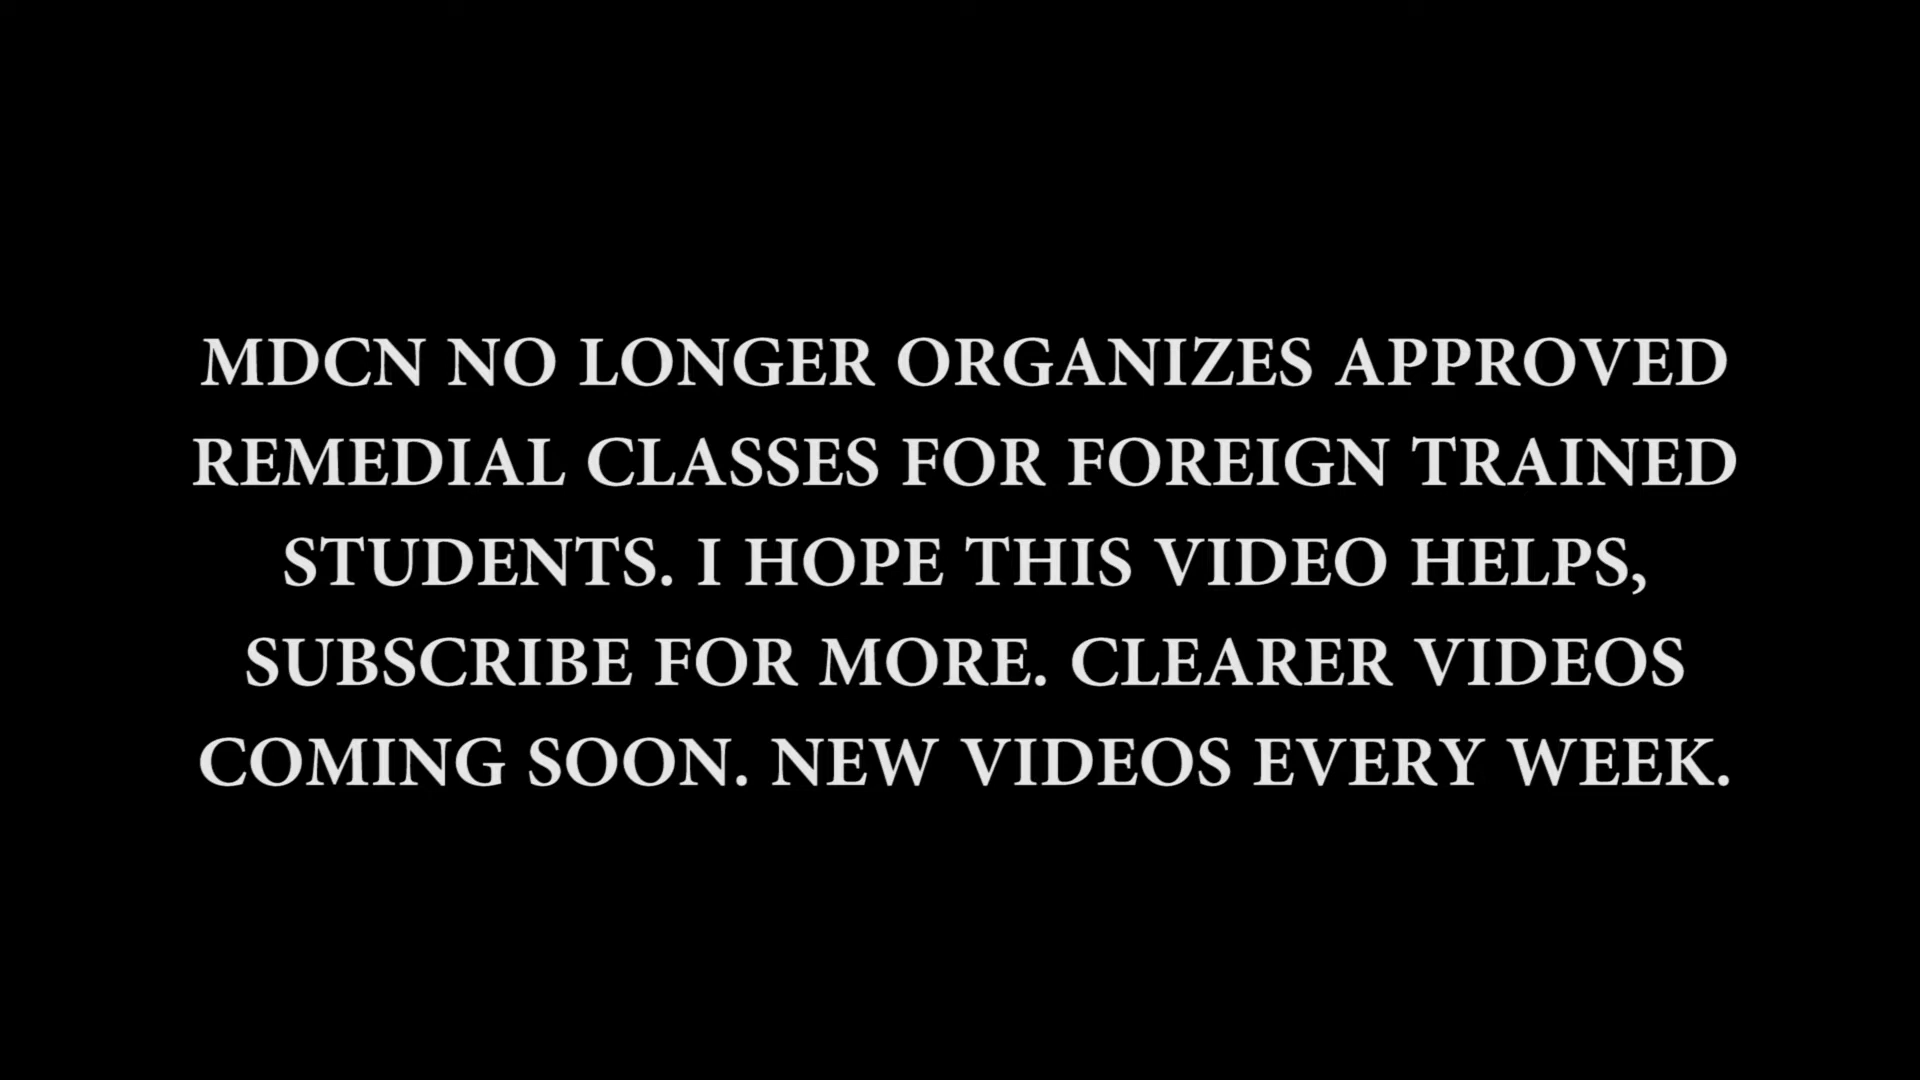 MDCN NO LONGER ORGANIZES APPROVED
REMEDIAL CLASSES FOR FOREIGN TRAINED
STUDENTS. I HOPE THIS VIDEO HELPS,
SUBSCRIBE FOR MORE. CLEARER VIDEOS
COMING SOON. NEW VIDEOS EVERY WEEK.